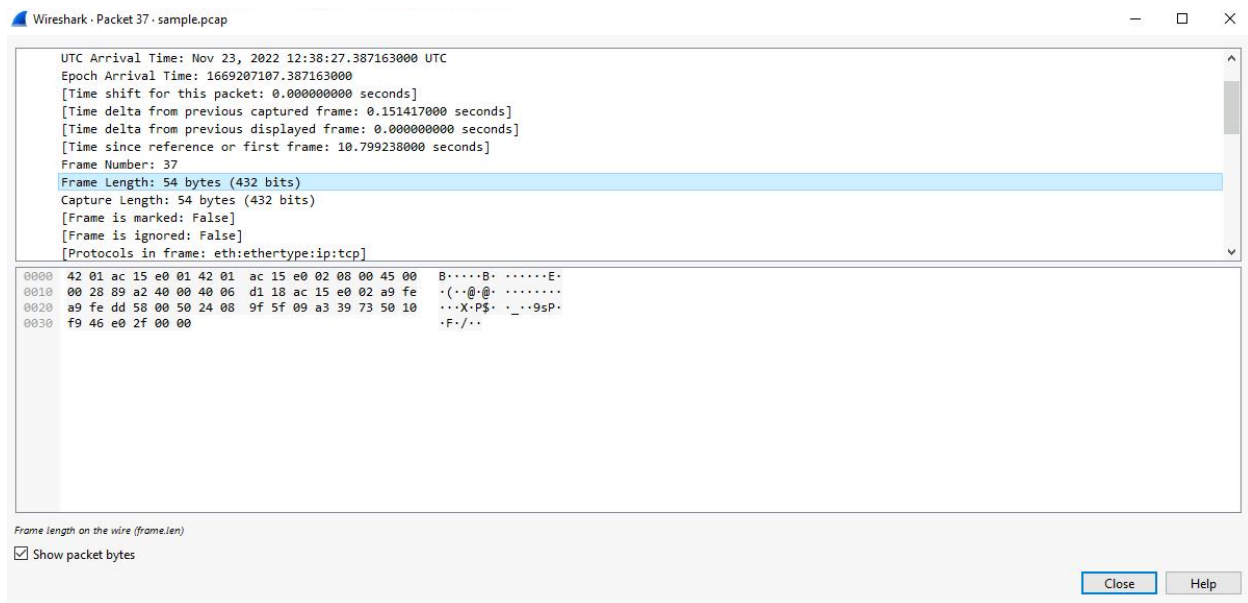 Wireshark · Packet 37 · sample.pcap
UTC Arrival Time: Nov 23, 2022 12:38:27.387163000 UTC
Epoch Arrival Time: 1669207107.387163000
[Time shift for this packet: 0.000000000 seconds]
[Time delta from previous captured frame: 0.151417000 seconds]
[Time delta from previous displayed frame: 0.000000000 seconds]
[Time since reference or first frame: 10.799238000 seconds]
Frame Number: 37
Frame Length: 54 bytes (432 bits)
Capture Length: 54 bytes (432 bits)
[Frame is marked: False]
[Frame is ignored: False]
[Protocols in frame: eth:ethertype:ip:tcp]
0000 42 01 ac 15 e0 01 42 01 ac 15 e0 02 08 00 45 00 B·····B· ······E·
0010 00 28 89 a2 40 00 40 06 d1 18 ac 15 e0 02 a9 fe ·(··@·@· ········
0020 a9 fe dd 58 00 50 24 08 9f 5f 09 a3 39 73 50 10 ···X·P$· ·_··9sP·
0030 f9 46 e0 2f 00 00 ·F·/··
Frame length on the wire (frame.len)
Show packet bytes
Close Help